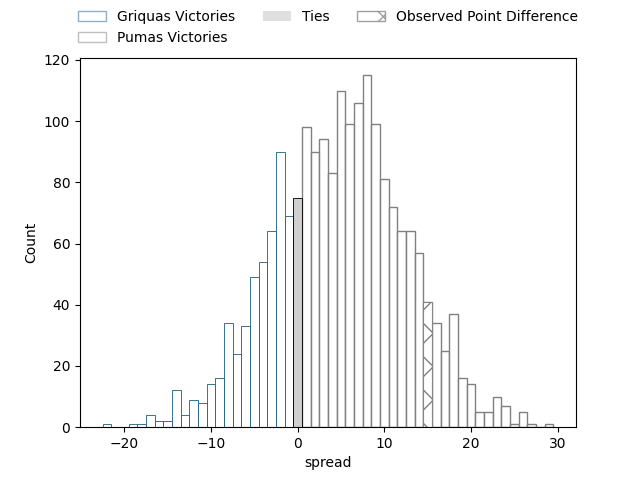 Griquas Victories
Ties
Observed Point Difference
Pumas Victories
120
100
80
60
40
20
0
Count
−20
−10
0
10
20
30
spread